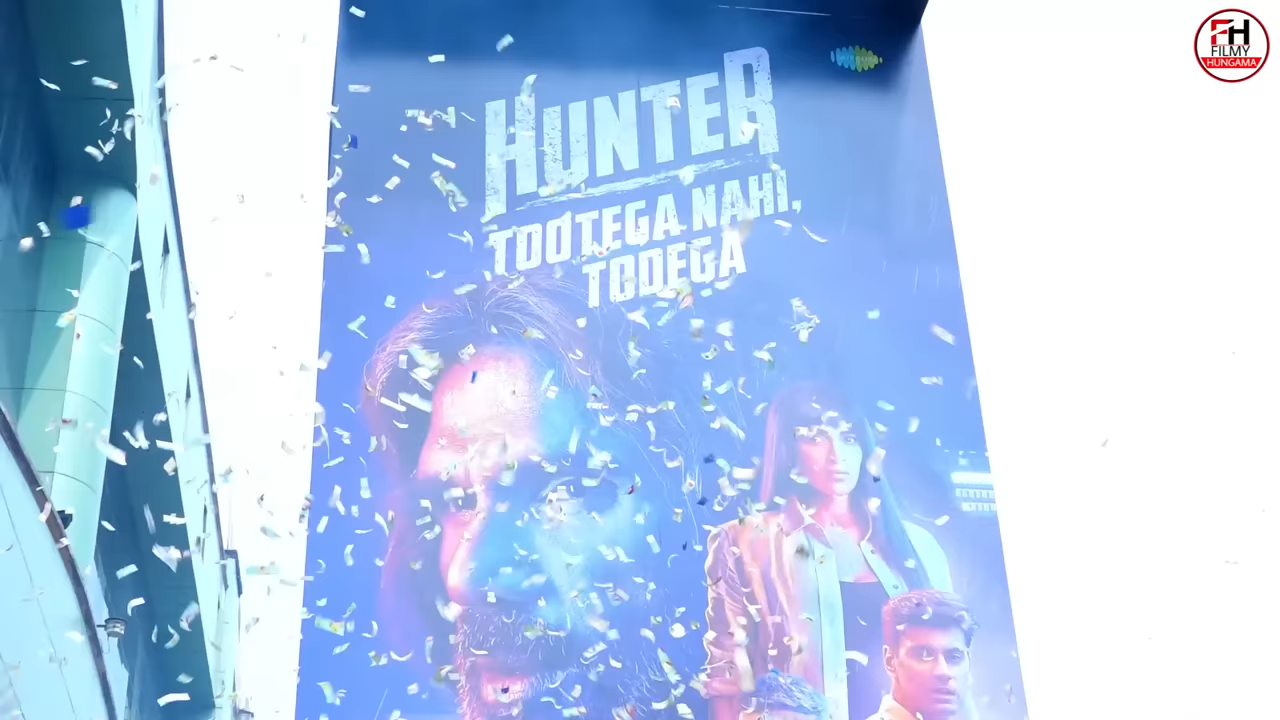 HUNTER
TOOTEGA NAHI,
TODEGA
FH
FILMY
HUNGAMA